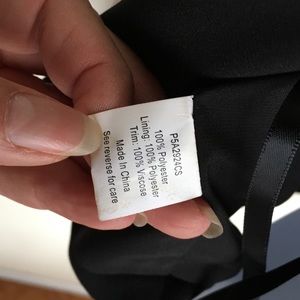 P5A2924CS
100% Polyester
Lining: 100% Polyester
Trim: 100% Viscose
Made In China
See reverse for care